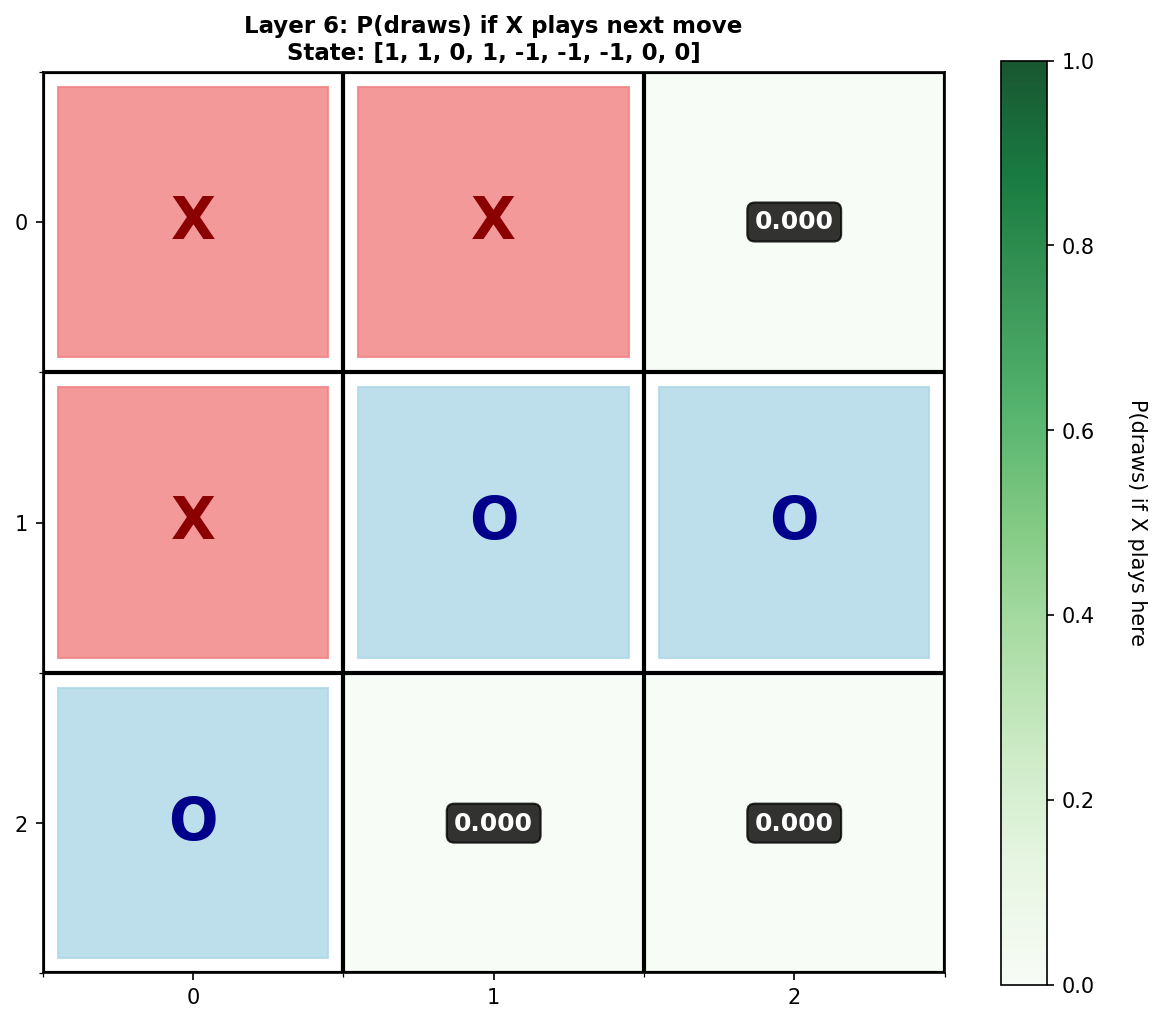 Layer 6: P(draws) if X plays next move
State: [1, 1, 0, 1, -1, -1, -1, 0, 0]
1.0
0 X X 0.000
0.8
0.6
P(draws) if X plays here
1 X O O
0.4
0.2
2 O 0.000 0.000
0.0
0 1 2